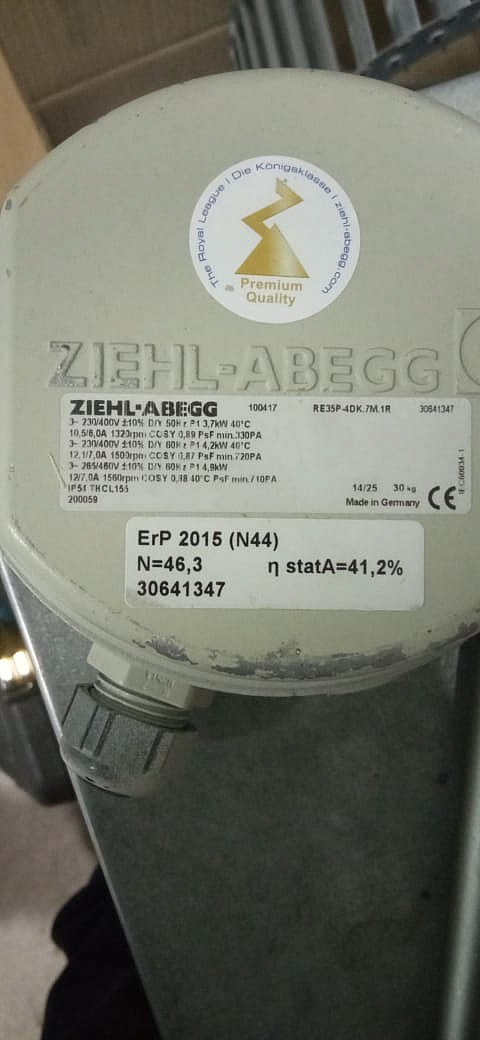 The Royal League | Die Königsklasse | ziehl-abegg.com
Premium
Quality
ZIEHL-ABEGG
ZIEHL-ABEGG 100417 RE35P-4DK.7M.1R 30641347
3~ 230/400V ±10% D/Y 50Hz P1 3,7kW 40°C
10,5/6,0A 1320rpm COSY 0,89 PsF min.330PA
3~ 230/400V ±10% D/Y 60Hz P1 4,2kW 40°C
12,1/7,0A 1500rpm COSY 0,87 PsF min.720PA
3~ 265/460V ±10% D/Y 60Hz P1 4,9kW
12/7,0A 1560rpm COSY 0,88 40°C PsF min.710PA
IP54 THCL155 14/25 30 kg
200059 Made in Germany CE
IEC60034-1
ErP 2015 (N44)
N=46,3 η statA=41,2%
30641347